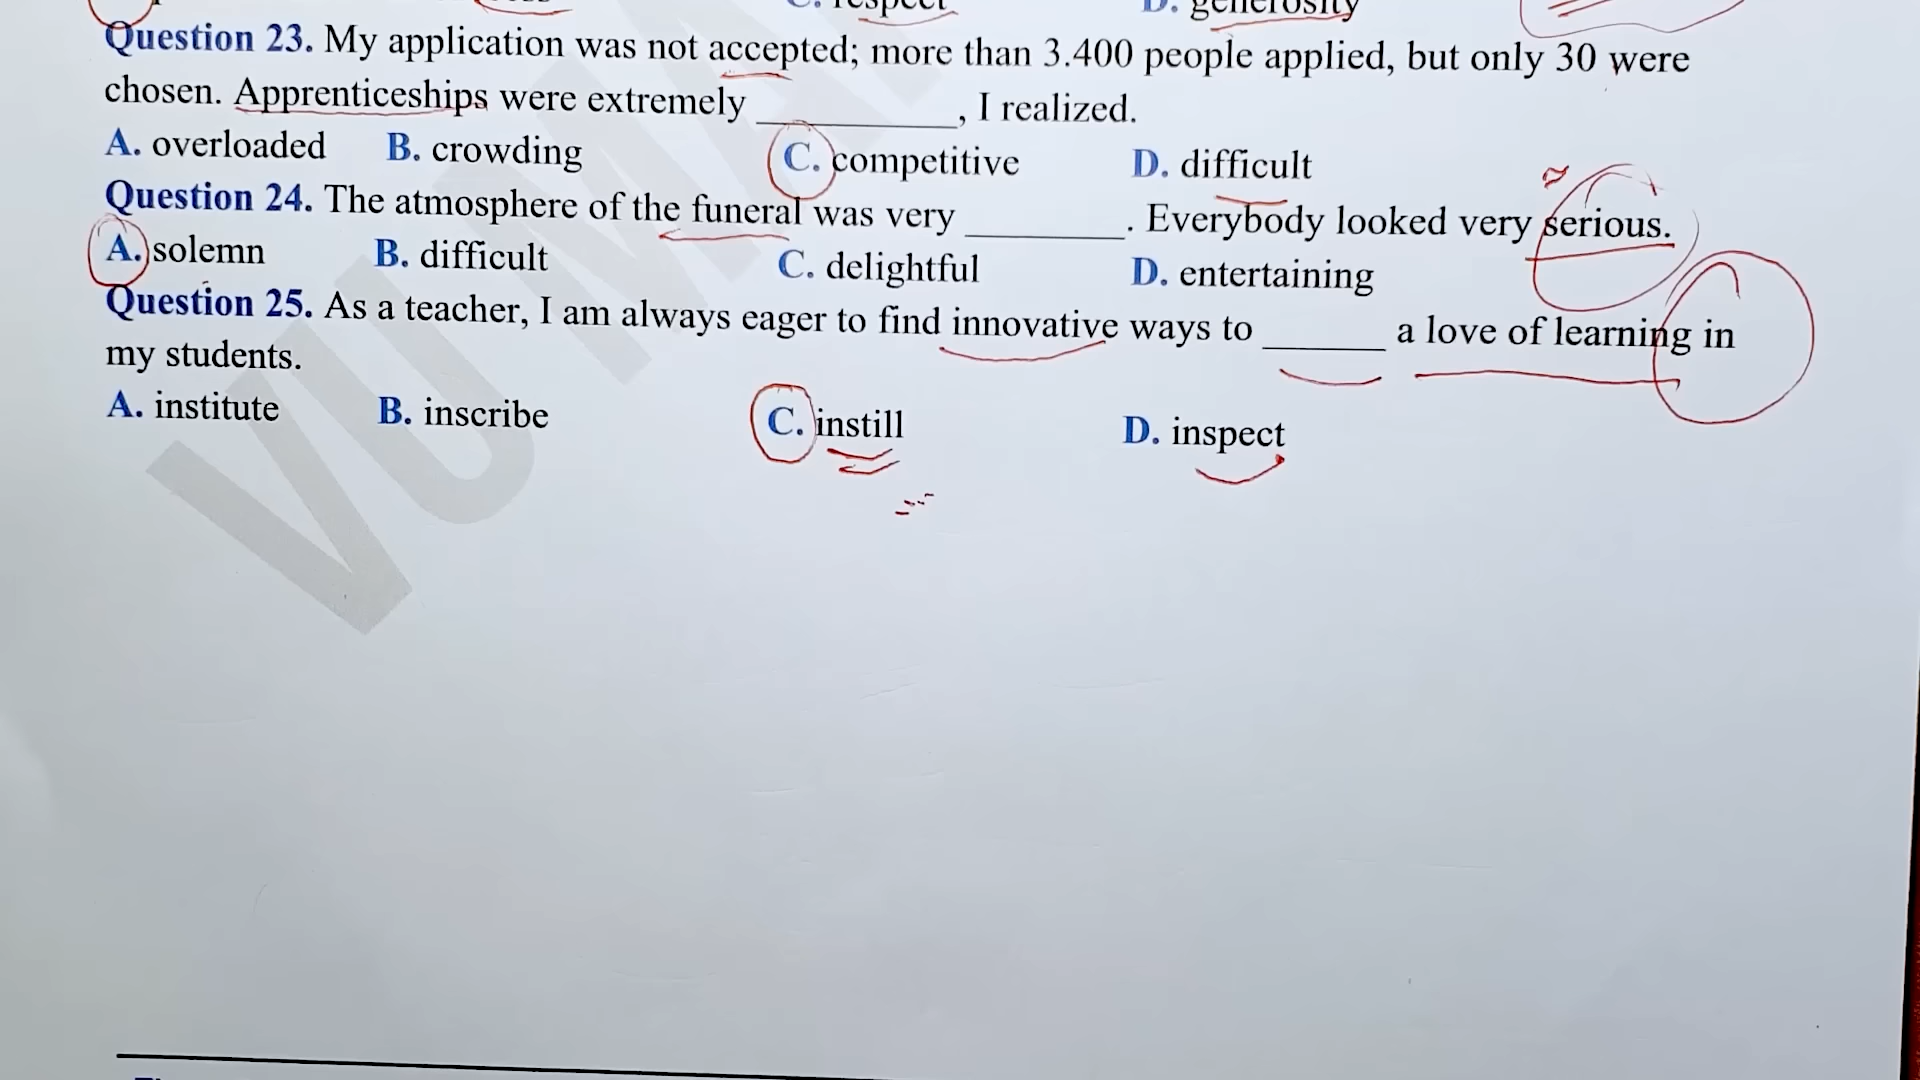 C. respect D. generosity
Question 23. My application was not accepted; more than 3.400 people applied, but only 30 were
chosen. Apprenticeships were extremely __________, I realized.
A. overloaded B. crowding C. competitive D. difficult
Question 24. The atmosphere of the funeral was very ________. Everybody looked very serious.
A. solemn B. difficult C. delightful D. entertaining
Question 25. As a teacher, I am always eager to find innovative ways to ______ a love of learning in
my students.
A. institute B. inscribe C. instill D. inspect